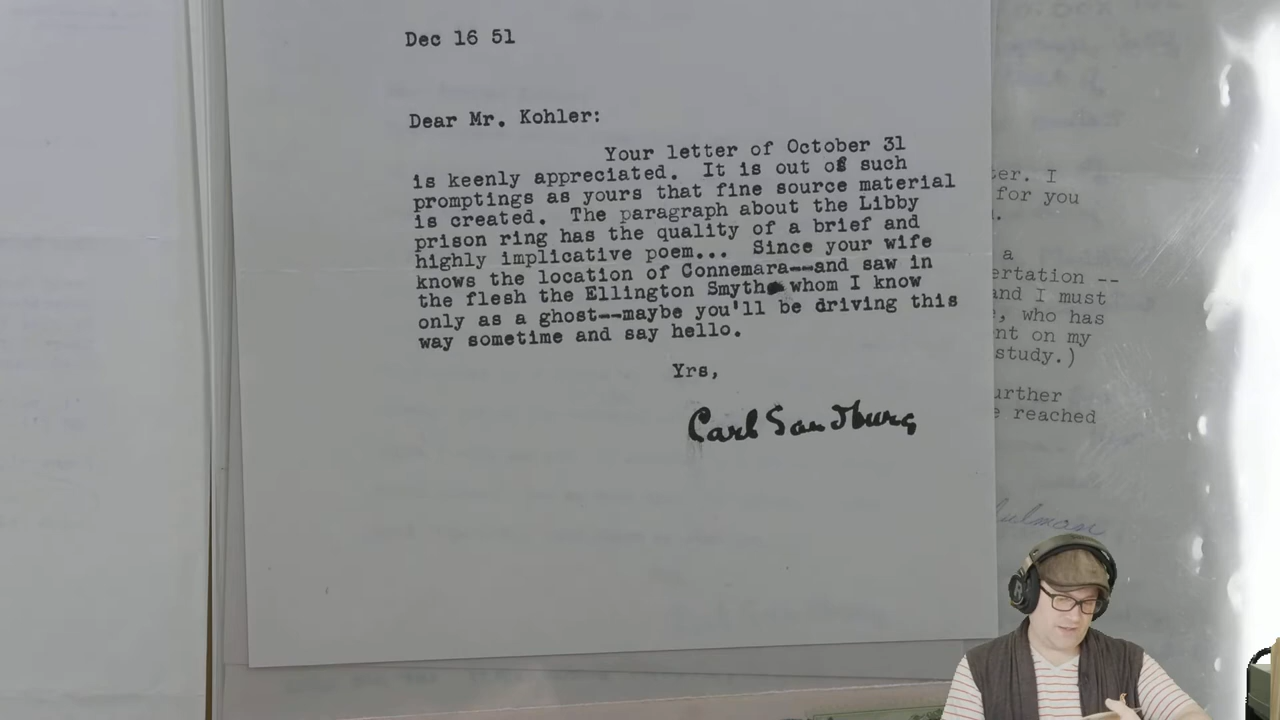 Dec 16 51
Dear Mr. Kohler:
Your letter of October 31
is keenly appreciated. It is out of such
promptings as yours that fine source material
is created. The paragraph about the Libby
prison ring has the quality of a brief and
highly implicative poem... Since your wife
knows the location of Connemara--and saw in
the flesh the Ellington Smyth whom I know
only as a ghost--maybe you'll be driving this
way sometime and say hello.
Yrs,
Carl Sandburg
I
for you
a
and I must
who has
on my
study.)
reached